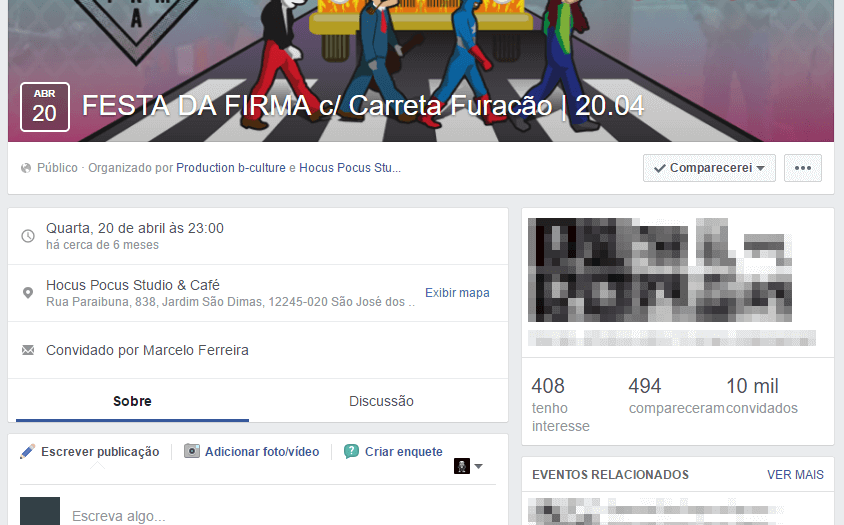 R
A
ABR
20
FESTA DA FIRMA c/ Carreta Furacão | 20.04
Público · Organizado por Production b-culture e Hocus Pocus Stu...
Comparecerei
Quarta, 20 de abril às 23:00
há cerca de 6 meses
Hocus Pocus Studio & Café
Rua Paraibuna, 838, Jardim São Dimas, 12245-020 São José dos ..
Exibir mapa
Convidado por Marcelo Ferreira
Sobre
Discussão
408
tenho
interesse
494
compareceram
10 mil
convidados
Escrever publicação
Adicionar foto/vídeo
Criar enquete
Escreva algo...
EVENTOS RELACIONADOS
VER MAIS